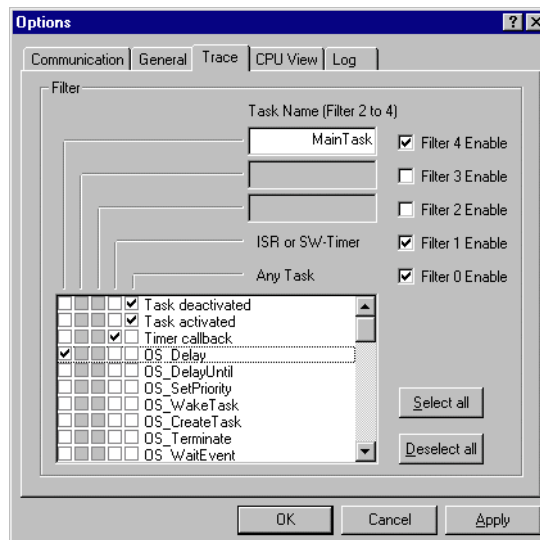 Options
Communication General Trace CPU View Log
Filter
Task Name (Filter 2 to 4)
MainTask Filter 4 Enable
Filter 3 Enable
Filter 2 Enable
ISR or SW-Timer Filter 1 Enable
Any Task Filter 0 Enable
Task deactivated
Task activated
Timer callback
OS_Delay
OS_DelayUntil
OS_SetPriority
OS_WakeTask
OS_CreateTask
OS_Terminate
OS_WaitEvent
Select all
Deselect all
OK Cancel Apply